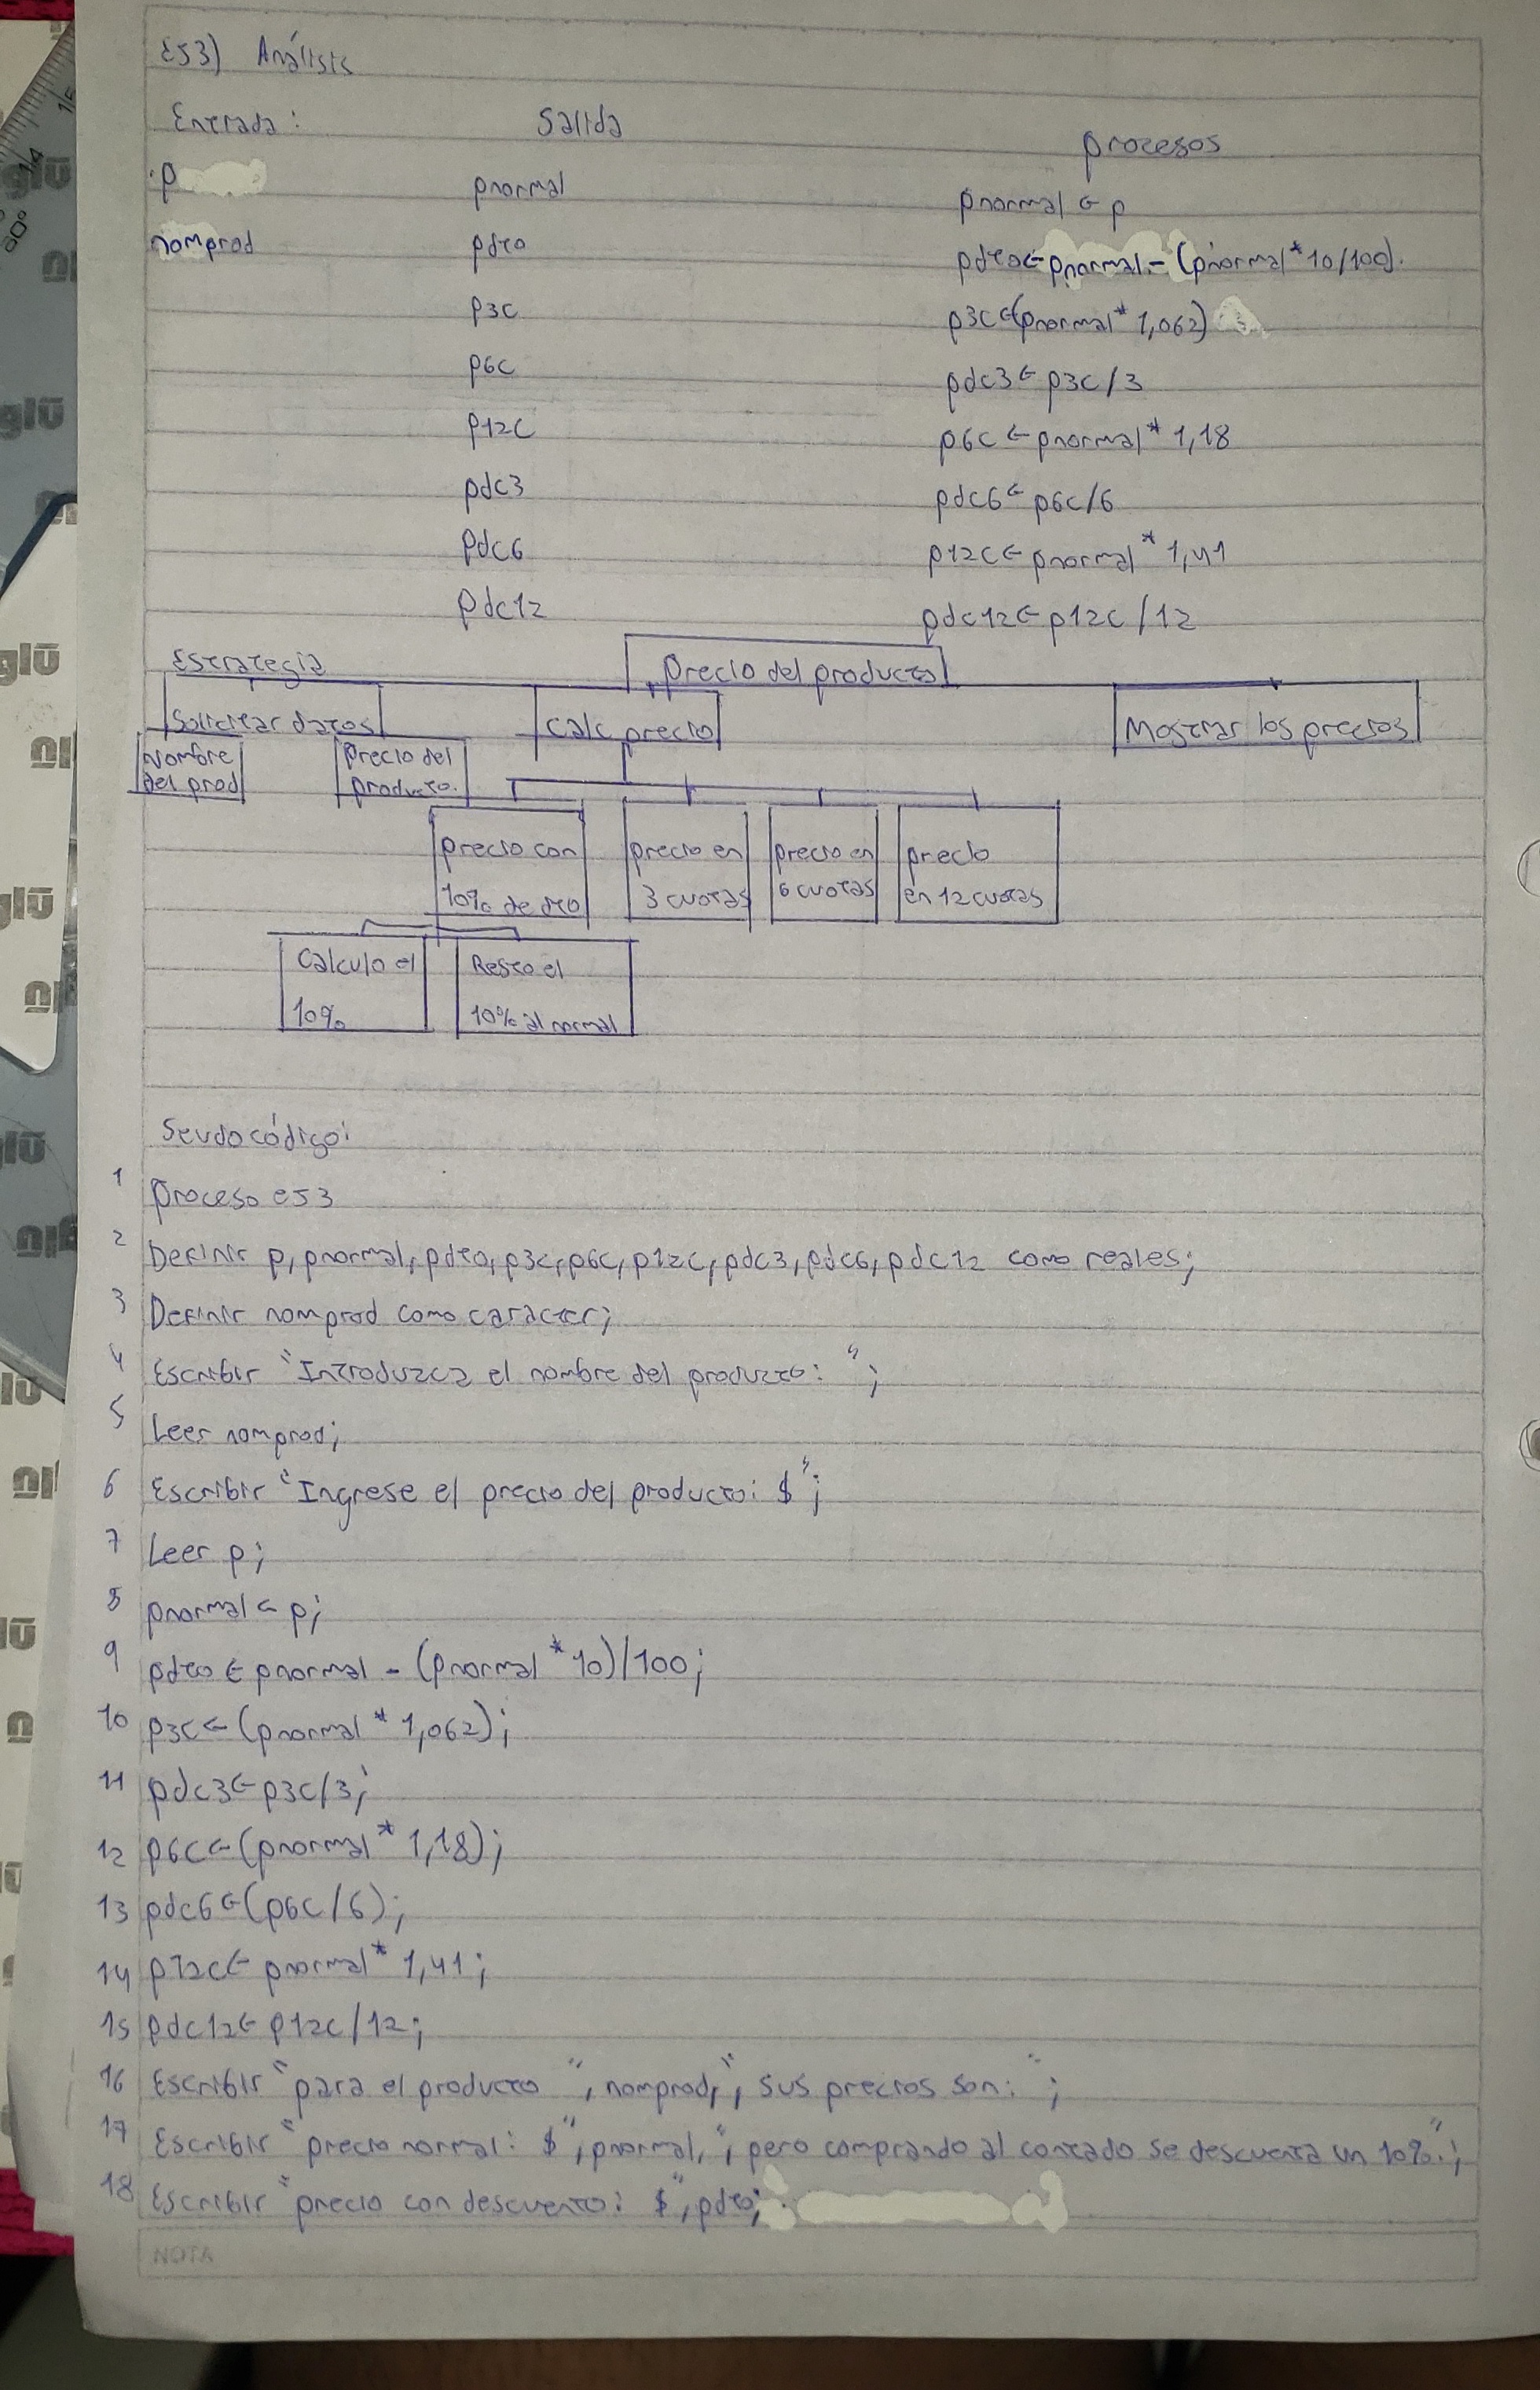 Ej3) Análisis
Entrada: Salida procesos
·p pnormal pnormal ← p
nomprod pdto pdto← pnormal - (pnormal * 10/100).
p3c p3c ←(pnormal * 1,062)
p6c pdc3 ← p3c/3
p12c p6c ← pnormal * 1,18
pdc3 pdc6 ← p6c/6
pdc6 p12c ← pnormal * 1,41
pdc12 pdc12 ← p12c/12
Estrategia Precio del producto
Solicitar datos Calc precio Mostrar los precios
Nombre del prod Precio del producto.
precio con 10% de dto precio en 3 cuotas precio en 6 cuotas precio en 12 cuotas
Calculo el 10% Resto el 10% al normal
Seudocódigo:
1 Proceso ej3
2 Definir p, pnormal, pdto, p3c, p6c, p12c, pdc3, pdc6, pdc12 como reales;
3 Definir nomprod como caracter;
4 Escribir "Introduzca el nombre del producto: ";
5 Leer nomprod;
6 Escribir "Ingrese el precio del producto: $";
7 Leer p;
8 pnormal ← p;
9 pdto ← pnormal - (pnormal * 10)/100;
10 p3c ← (pnormal * 1,062);
11 pdc3 ← p3c/3;
12 p6c ← (pnormal * 1,18);
13 pdc6 ← (p6c/6);
14 p12c ← pnormal * 1,41;
15 pdc12 ← p12c/12;
16 Escribir "para el producto ", nomprod,", sus precios son: ";
17 Escribir "precio normal: $", pnormal,", pero comprando al contado se descuenta un 10%.";
18 Escribir "precio con descuento: $", pdto;
NOTA
glū
glū
glū
glū
glū